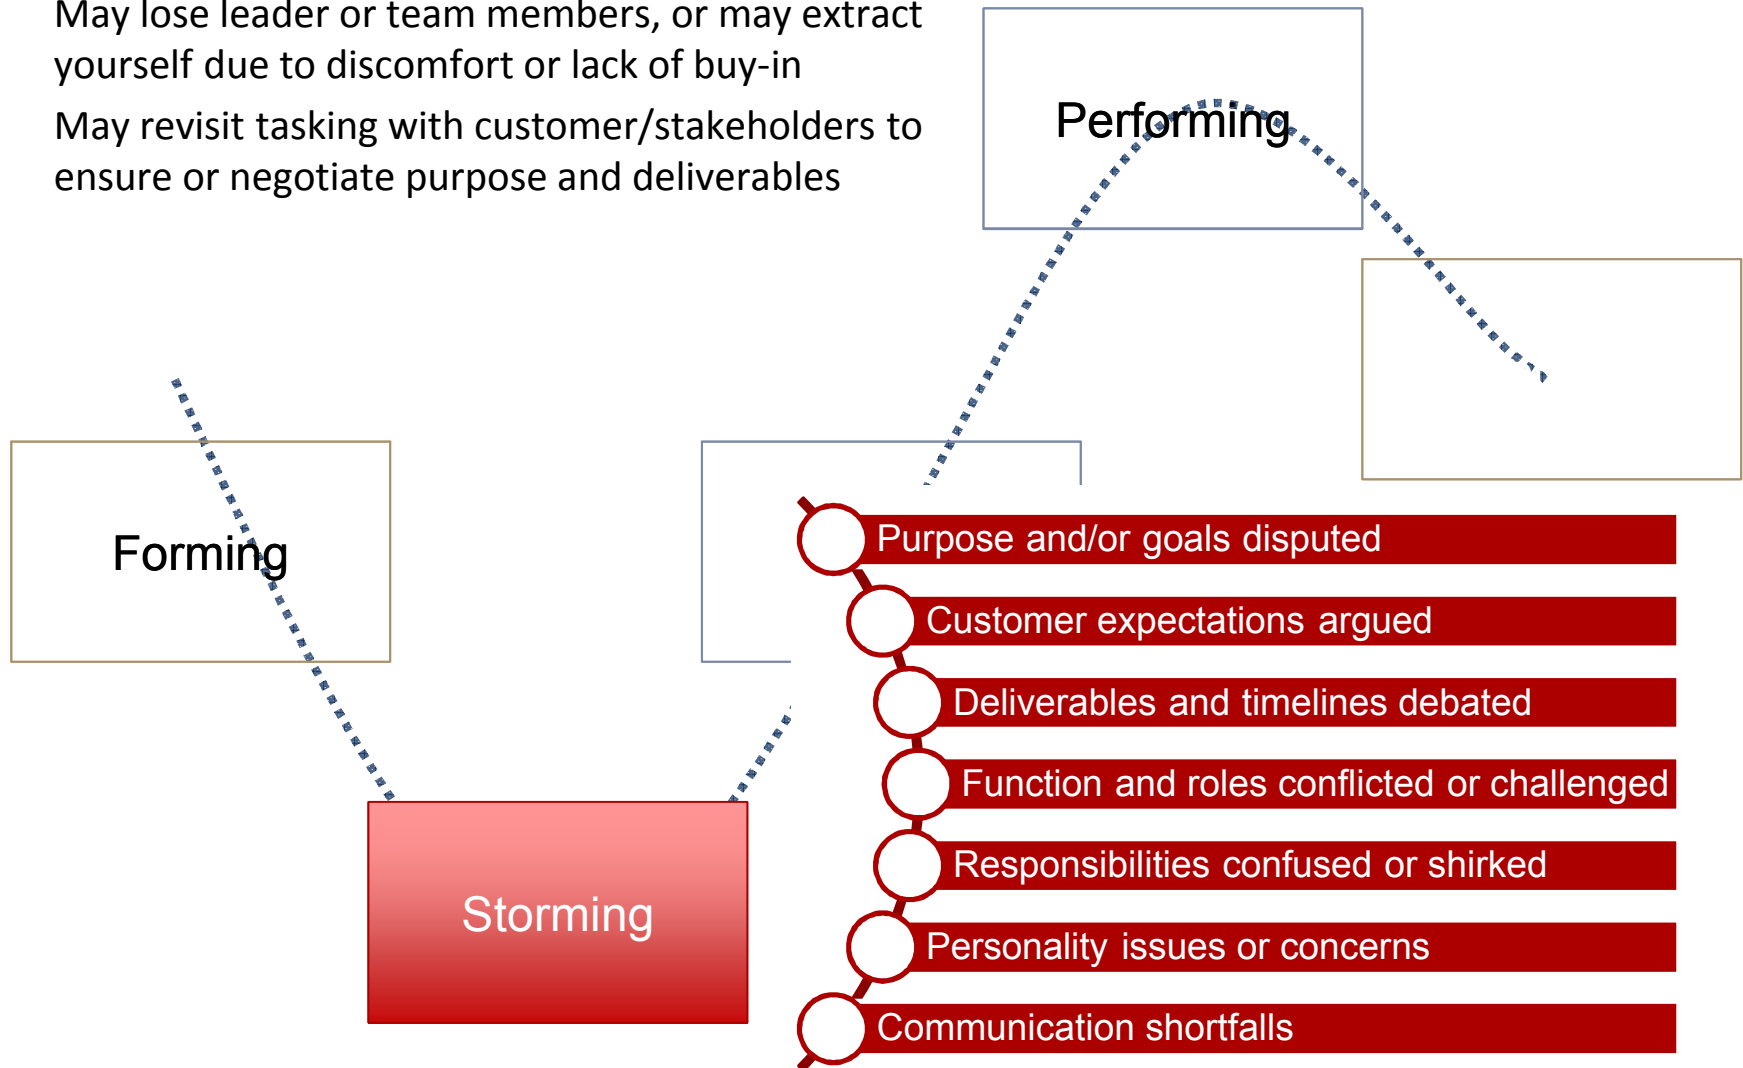 May lose leader or team members, or may extract
yourself due to discomfort or lack of buy-in
May revisit tasking with customer/stakeholders to
ensure or negotiate purpose and deliverables
Performing
Forming
Storming
Purpose and/or goals disputed
Customer expectations argued
Deliverables and timelines debated
Function and roles conflicted or challenged
Responsibilities confused or shirked
Personality issues or concerns
Communication shortfalls